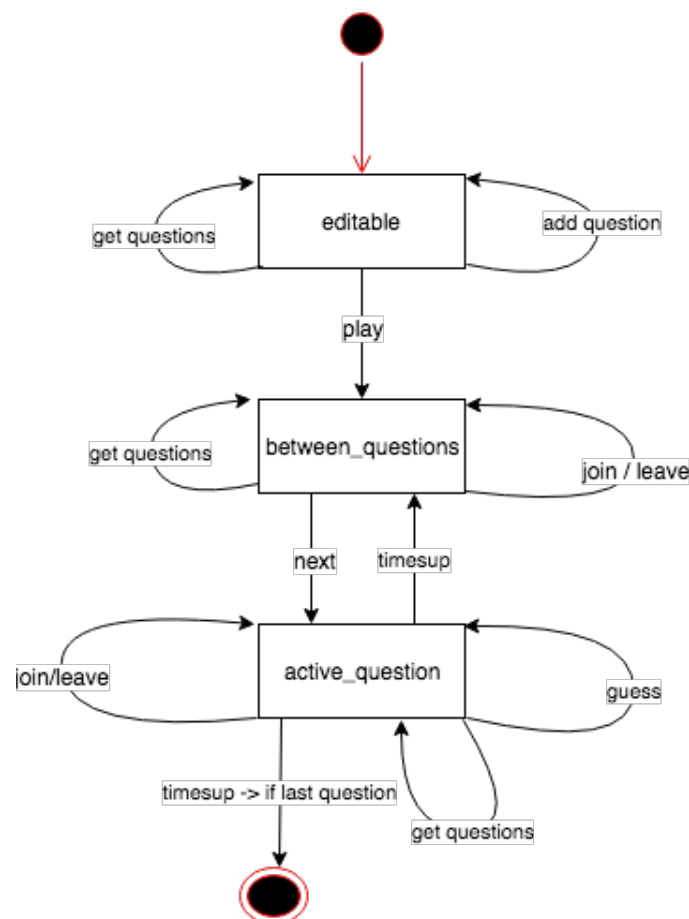 editable
get questions
add question
play
between_questions
get questions
join / leave
next
timesup
active_question
join/leave
guess
timesup -> if last question
get questions